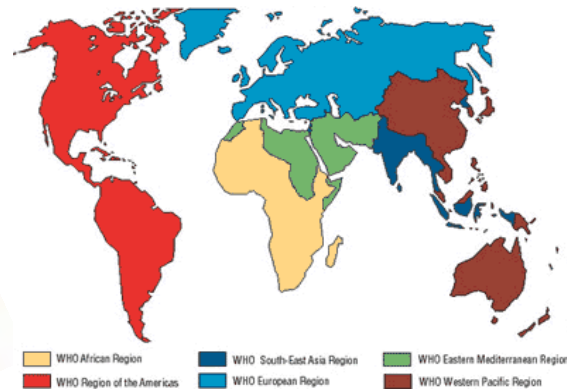 WHO African Region
WHO South-East Asia Region
WHO Eastern Mediterranean Region
WHO Region of the Americas
WHO European Region
WHO Western Pacific Region